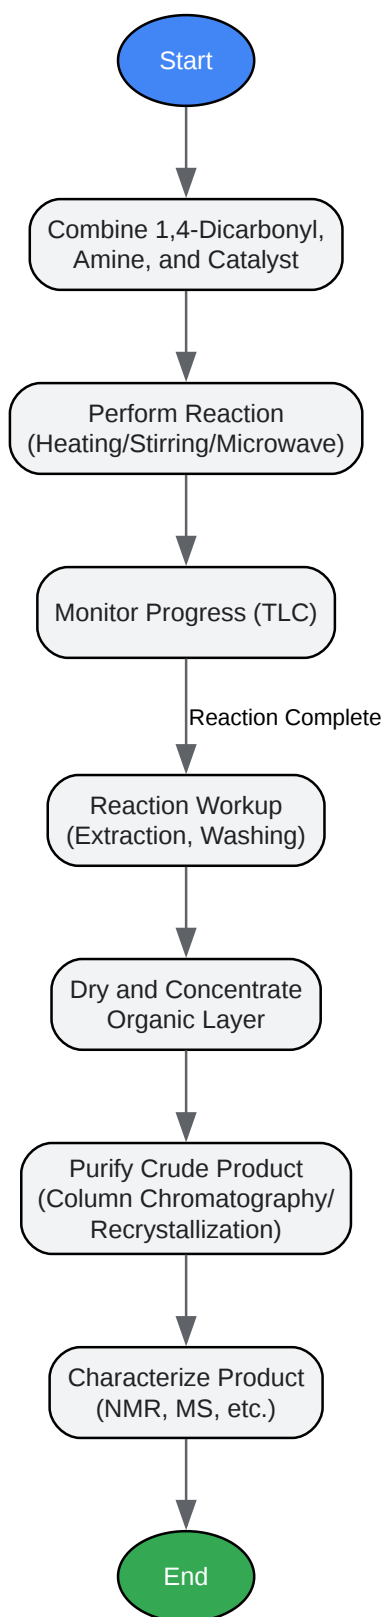 Start
Combine 1,4-Dicarbonyl,
Amine, and Catalyst
Perform Reaction
(Heating/Stirring/Microwave)
Monitor Progress (TLC)
Reaction Complete
Reaction Workup
(Extraction, Washing)
Dry and Concentrate
Organic Layer
Purify Crude Product
(Column Chromatography/
Recrystallization)
Characterize Product
(NMR, MS, etc.)
End